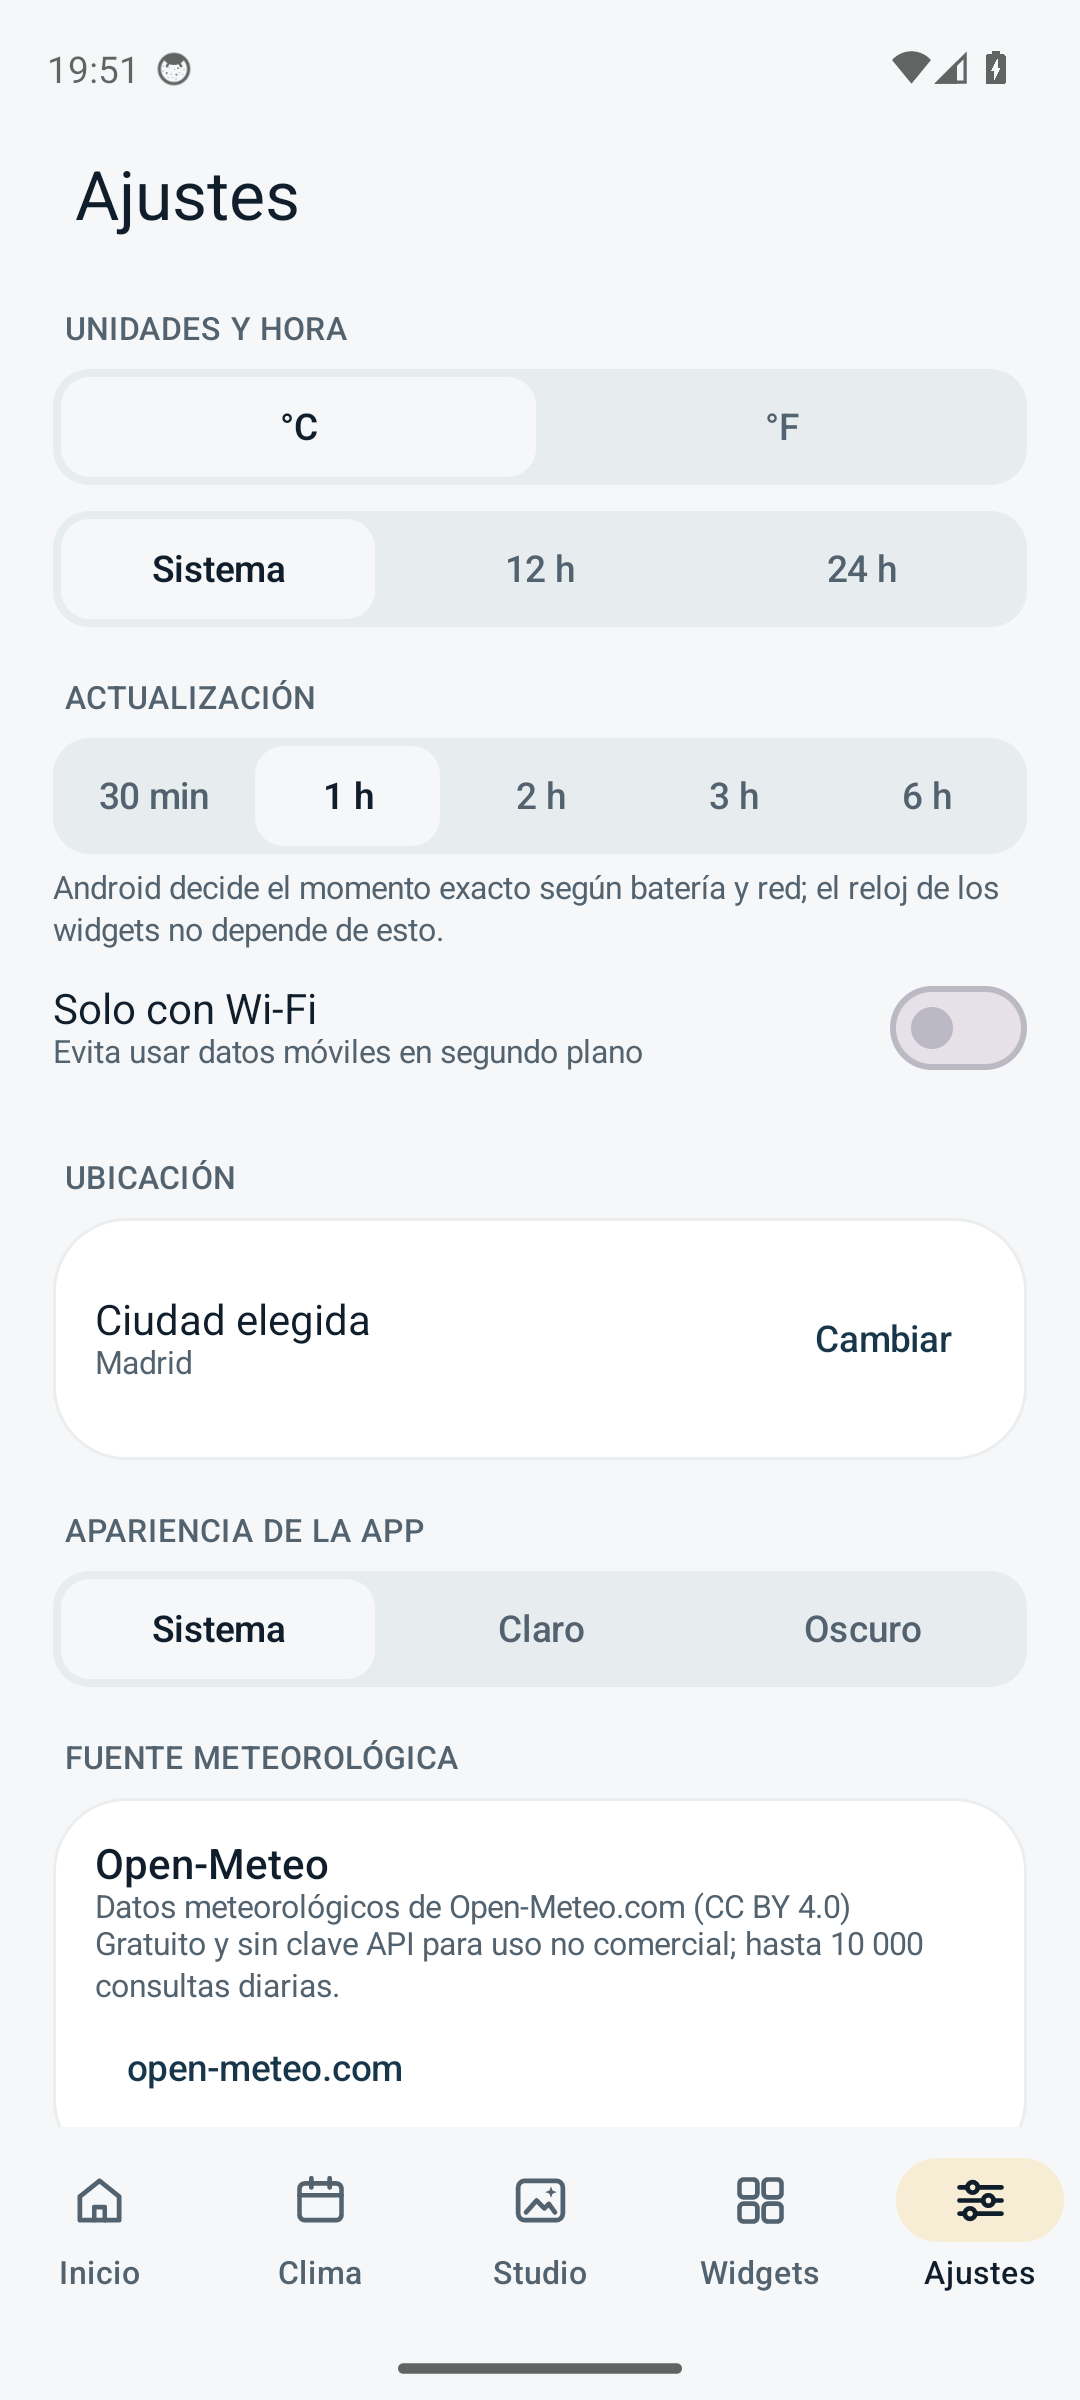 19:51
Ajustes
UNIDADES Y HORA
°C
°F
Sistema
12 h
24 h
ACTUALIZACIÓN
30 min
1 h
2 h
3 h
6 h
Android decide el momento exacto según batería y red; el reloj de los
widgets no depende de esto.
Solo con Wi-Fi
Evita usar datos móviles en segundo plano
UBICACIÓN
Ciudad elegida
Madrid
Cambiar
APARIENCIA DE LA APP
Sistema
Claro
Oscuro
FUENTE METEOROLÓGICA
Open-Meteo
Datos meteorológicos de Open-Meteo.com (CC BY 4.0)
Gratuito y sin clave API para uso no comercial; hasta 10 000
consultas diarias.
open-meteo.com
Inicio
Clima
Studio
Widgets
Ajustes